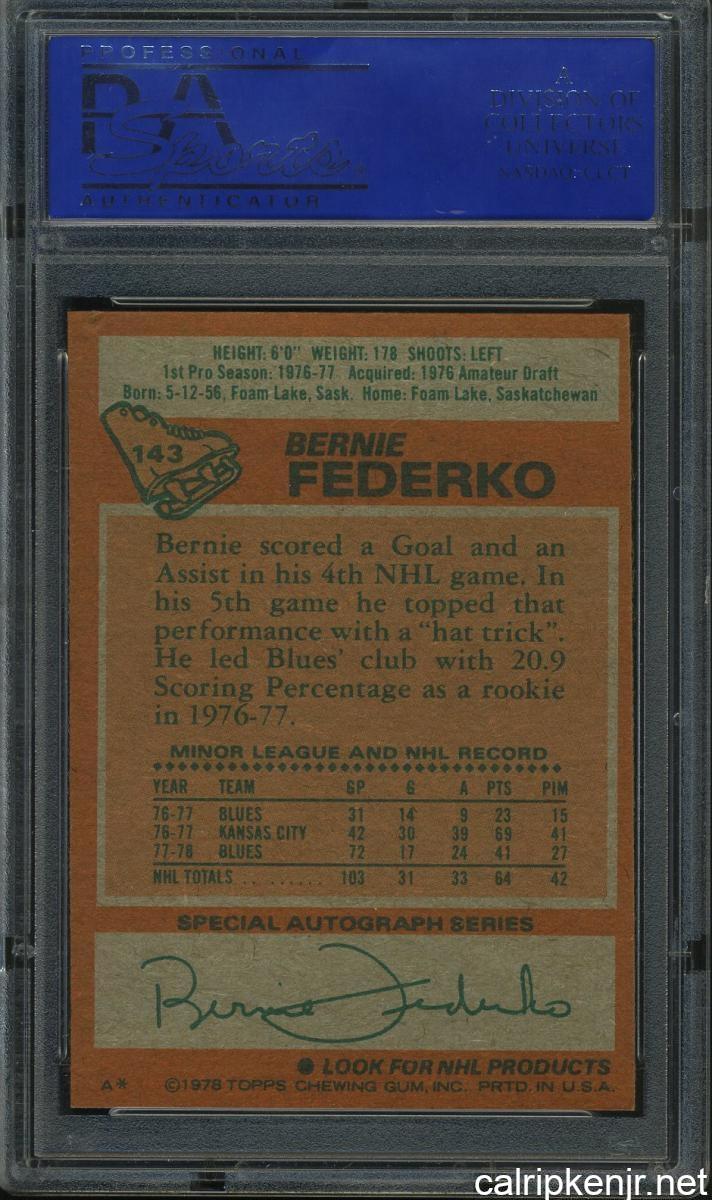 PROFESSIONAL
PSA
Sports
AUTHENTICATOR
A
DIVISION OF
COLLECTORS
UNIVERSE
NASDAQ: CLCT
HEIGHT: 6'0" WEIGHT: 178 SHOOTS: LEFT
1st Pro Season: 1976-77 Acquired: 1976 Amateur Draft
Born: 5-12-56, Foam Lake, Sask. Home: Foam Lake, Saskatchewan
143
BERNIE
FEDERKO
Bernie scored a Goal and an
Assist in his 4th NHL game. In
his 5th game he topped that
performance with a "hat trick".
He led Blues' club with 20.9
Scoring Percentage as a rookie
in 1976-77.
MINOR LEAGUE AND NHL RECORD
YEAR TEAM GP G A PTS PIM
76-77 BLUES 31 14 9 23 15
76-77 KANSAS CITY 42 30 39 69 41
77-78 BLUES 72 17 24 41 27
NHL TOTALS .. ........ 103 31 33 64 42
SPECIAL AUTOGRAPH SERIES
Bernie Federko
LOOK FOR NHL PRODUCTS
A* ©1978 TOPPS CHEWING GUM, INC. PRTD. IN U.S.A.
calripkenjr.net